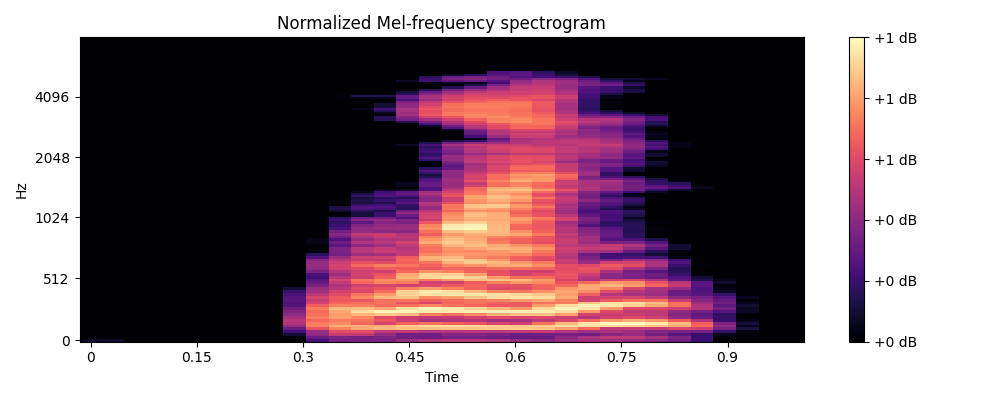 Normalized Mel-frequency spectrogram
Hz
4096
2048
1024
512
0
0 0.15 0.3 0.45 0.6 0.75 0.9
Time
+1 dB
+1 dB
+1 dB
+0 dB
+0 dB
+0 dB